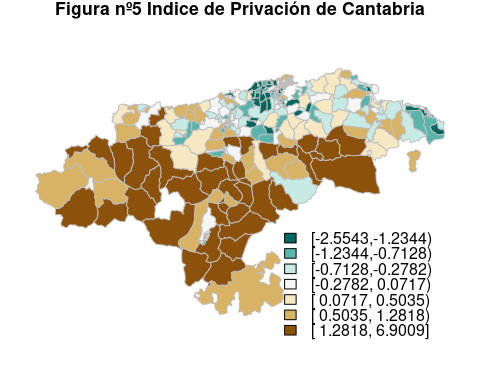 Figura nº5 Indice de Privación de Cantabria
[-2.5543,-1.2344)
[-1.2344,-0.7128)
[-0.7128,-0.2782)
[-0.2782, 0.0717)
[ 0.0717, 0.5035)
[ 0.5035, 1.2818)
[ 1.2818, 6.9009]